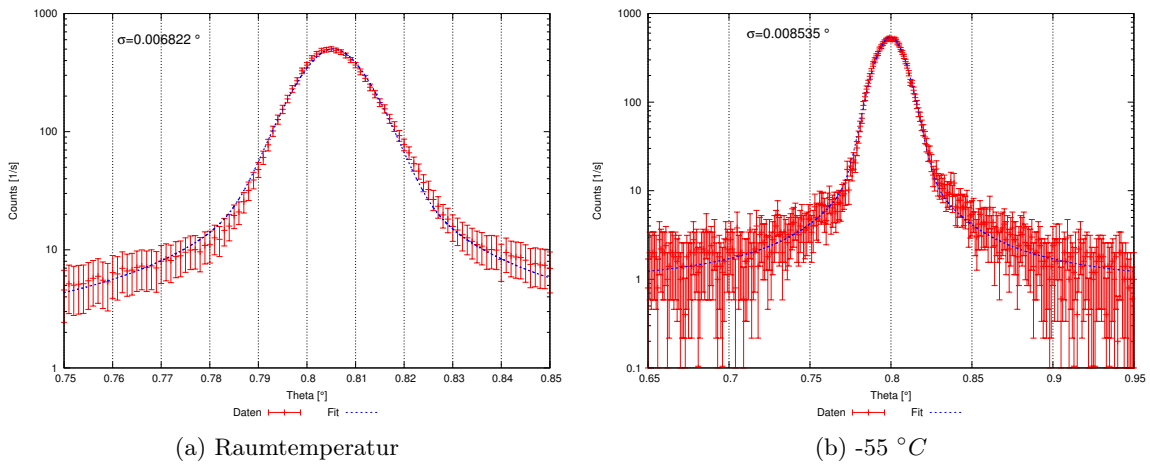 1000
σ=0.006822 °
100
Counts [1/s]
10
1
0.75 0.76 0.77 0.78 0.79 0.8 0.81 0.82 0.83 0.84 0.85
Theta [°]
Daten Fit
(a) Raumtemperatur
1000
σ=0.008535 °
100
Counts [1/s]
10
1
0.1
0.65 0.7 0.75 0.8 0.85 0.9 0.95
Theta [°]
Daten Fit
(b) -55 °C